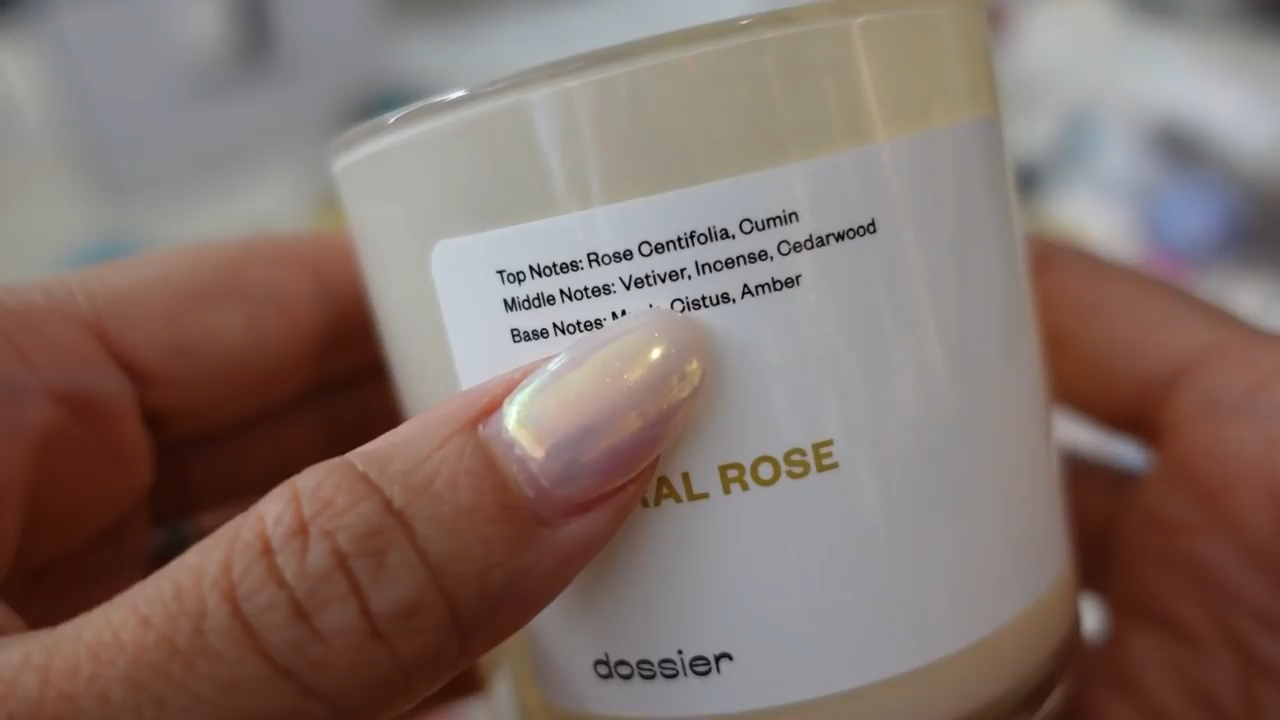 Top Notes: Rose Centifolia, Cumin
Middle Notes: Vetiver, Incense, Cedarwood
Base Notes: Cistus, Amber
ROSE
dossier